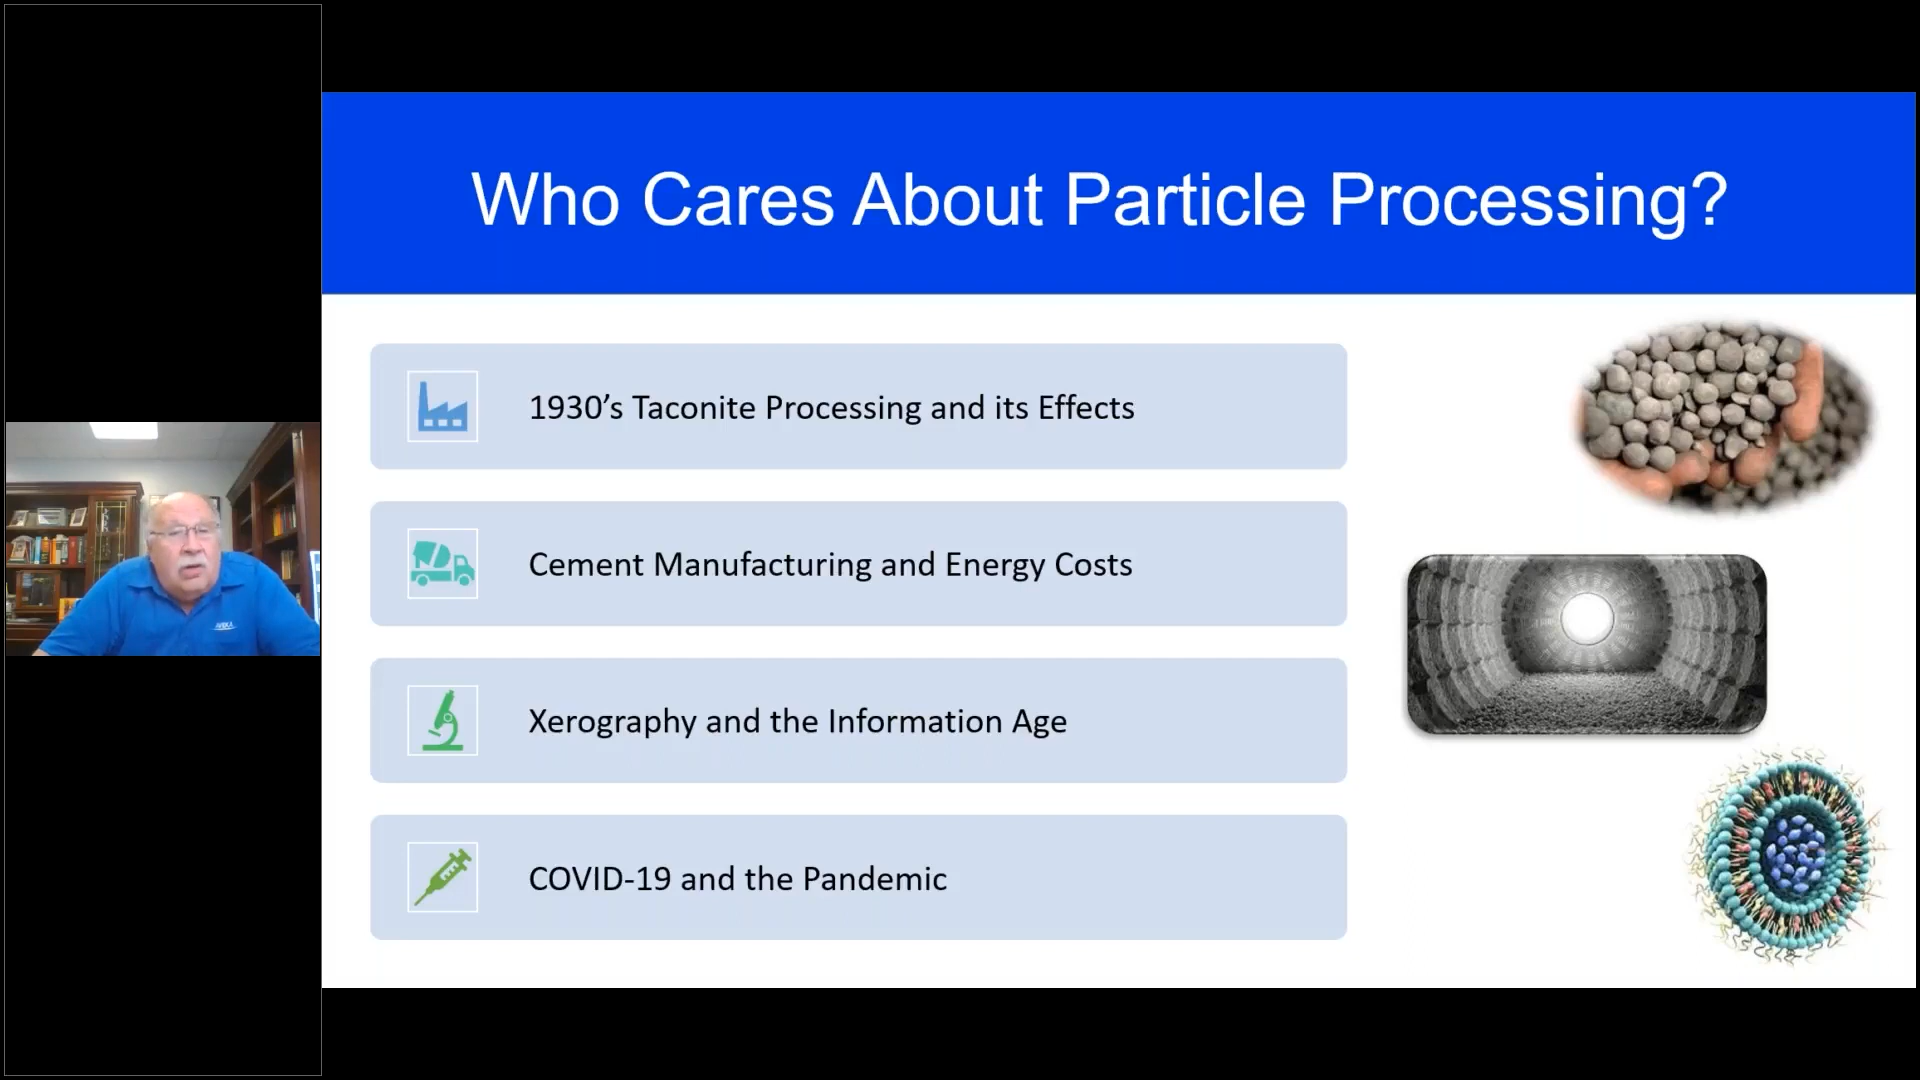 Who Cares About Particle Processing?
1930’s Taconite Processing and its Effects
Cement Manufacturing and Energy Costs
Xerography and the Information Age
COVID-19 and the Pandemic